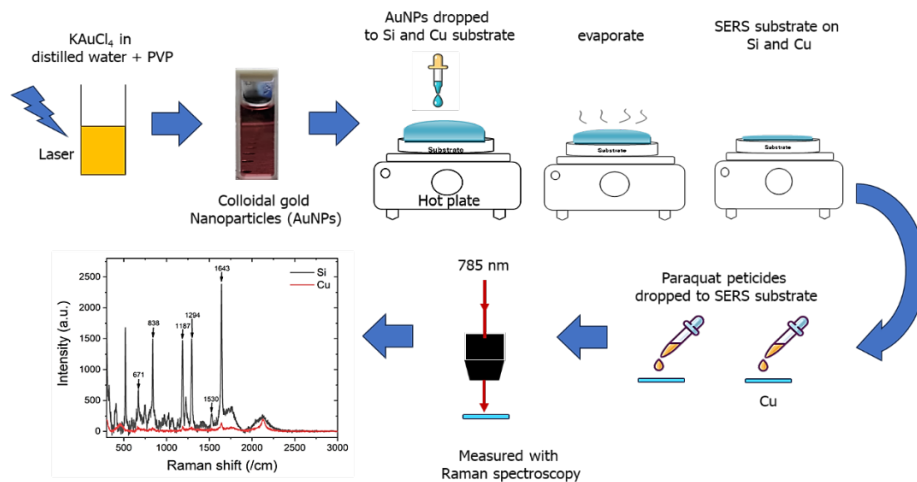 KAuCl₄ in
distilled water + PVP
Laser
Colloidal gold
Nanoparticles (AuNPs)
AuNPs dropped
to Si and Cu substrate
Substrate
Hot plate
evaporate
Substrate
SERS substrate on
Si and Cu
Substrate
Paraquat peticides
dropped to SERS substrate
Cu
785 nm
Measured with
Raman spectroscopy
Intensity (a.u.)
2500
2000
1500
1000
500
0
Si
Cu
671
838
1187
1294
1530
1643
500 1000 1500 2000 2500 3000
Raman shift (/cm)